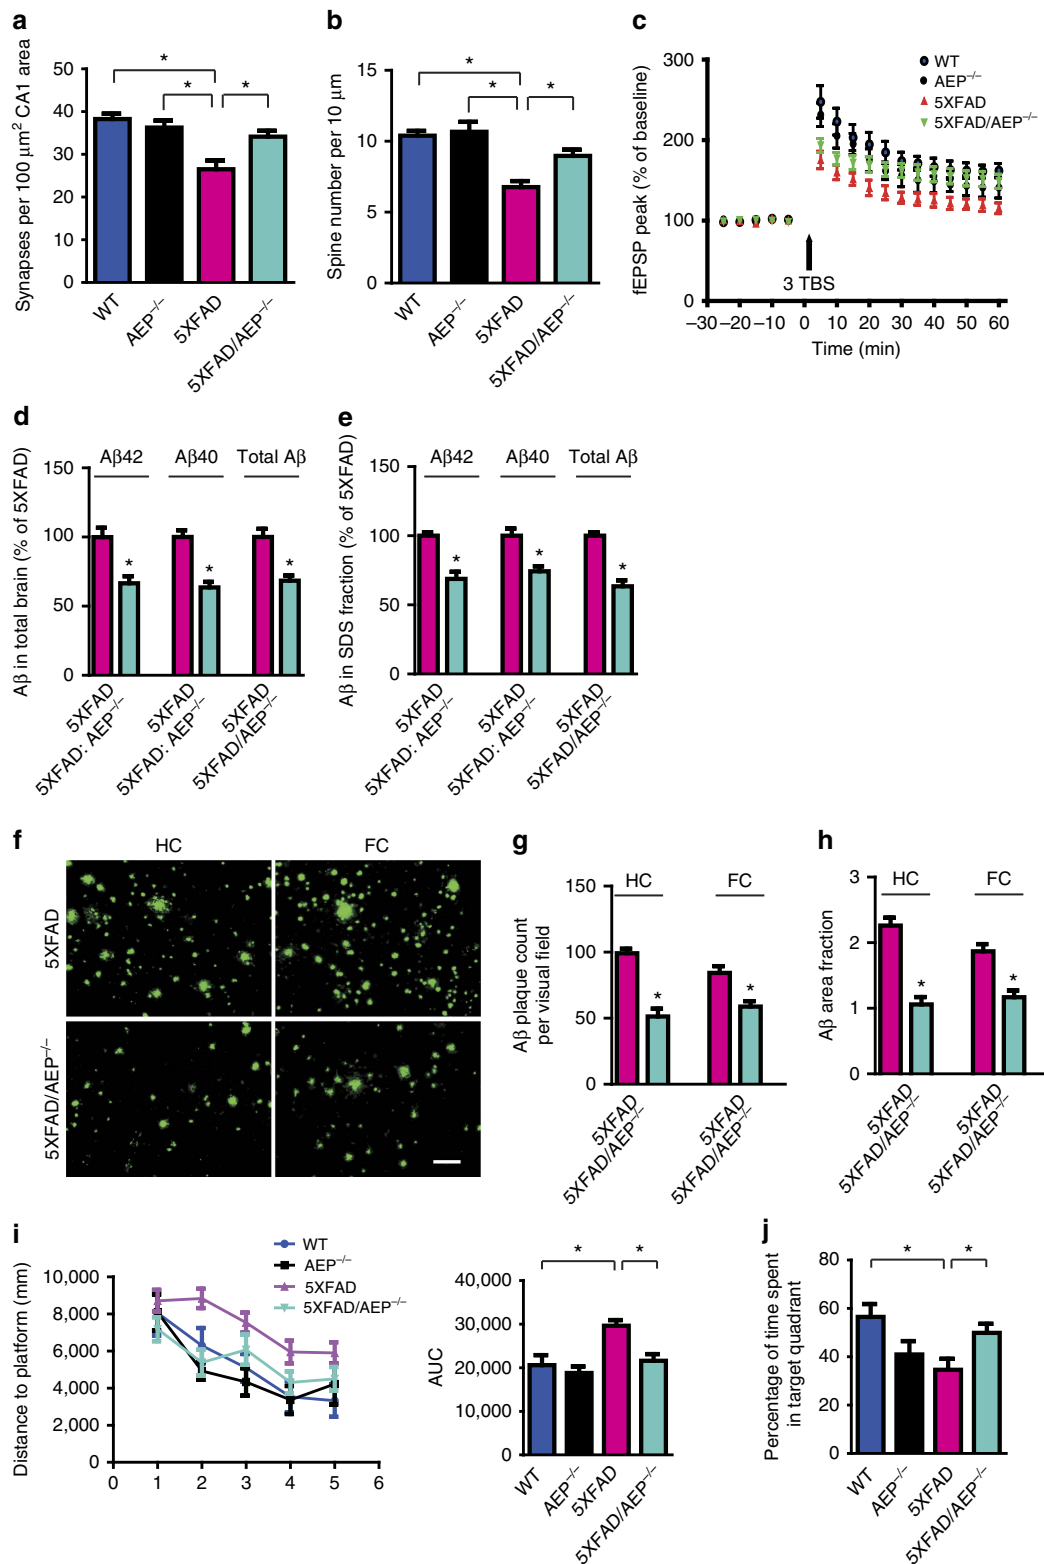 a
Synapses per 100 μm² CA1 area
50
40
30
20
10
0
*
* *
WT
AEP⁻/⁻
5XFAD
5XFAD/AEP⁻/⁻
b
Spine number per 10 μm
15
10
5
0
*
* *
WT
AEP⁻/⁻
5XFAD
5XFAD/AEP⁻/⁻
c
fEPSP peak (% of baseline)
300
200
100
0
WT
AEP⁻/⁻
5XFAD
5XFAD/AEP⁻/⁻
3 TBS
–30 –20 –10 0 10 20 30 40 50 60
Time (min)
d
Aβ in total brain (% of 5XFAD)
150
100
50
0
Aβ42 Aβ40 Total Aβ
* * *
5XFAD
5XFAD: AEP⁻/⁻
5XFAD
5XFAD: AEP⁻/⁻
5XFAD
5XFAD/AEP⁻/⁻
e
Aβ in SDS fraction (% of 5XFAD)
150
100
50
0
Aβ42 Aβ40 Total Aβ
* * *
5XFAD
5XFAD: AEP⁻/⁻
5XFAD
5XFAD: AEP⁻/⁻
5XFAD
5XFAD/AEP⁻/⁻
f
HC FC
5XFAD
5XFAD/AEP⁻/⁻
g
Aβ plaque count
per visual field
150
100
50
0
HC FC
* *
5XFAD
5XFAD/AEP⁻/⁻
5XFAD
5XFAD/AEP⁻/⁻
h
Aβ area fraction
3
2
1
0
HC FC
* *
5XFAD
5XFAD/AEP⁻/⁻
5XFAD
5XFAD/AEP⁻/⁻
i
Distance to platform (mm)
10,000
8,000
6,000
4,000
2,000
0
WT
AEP⁻/⁻
5XFAD
5XFAD/AEP⁻/⁻
0 1 2 3 4 5 6
AUC
40,000
30,000
20,000
10,000
0
* *
WT
AEP⁻/⁻
5XFAD
5XFAD/AEP⁻/⁻
j
Percentage of time spent
in target quadrant
80
60
40
20
0
* *
WT
AEP⁻/⁻
5XFAD
5XFAD/AEP⁻/⁻